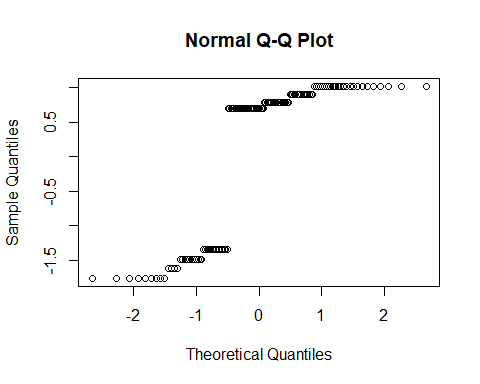 Normal Q-Q Plot
Sample Quantiles
0.5
-0.5
-1.5
-2 -1 0 1 2
Theoretical Quantiles